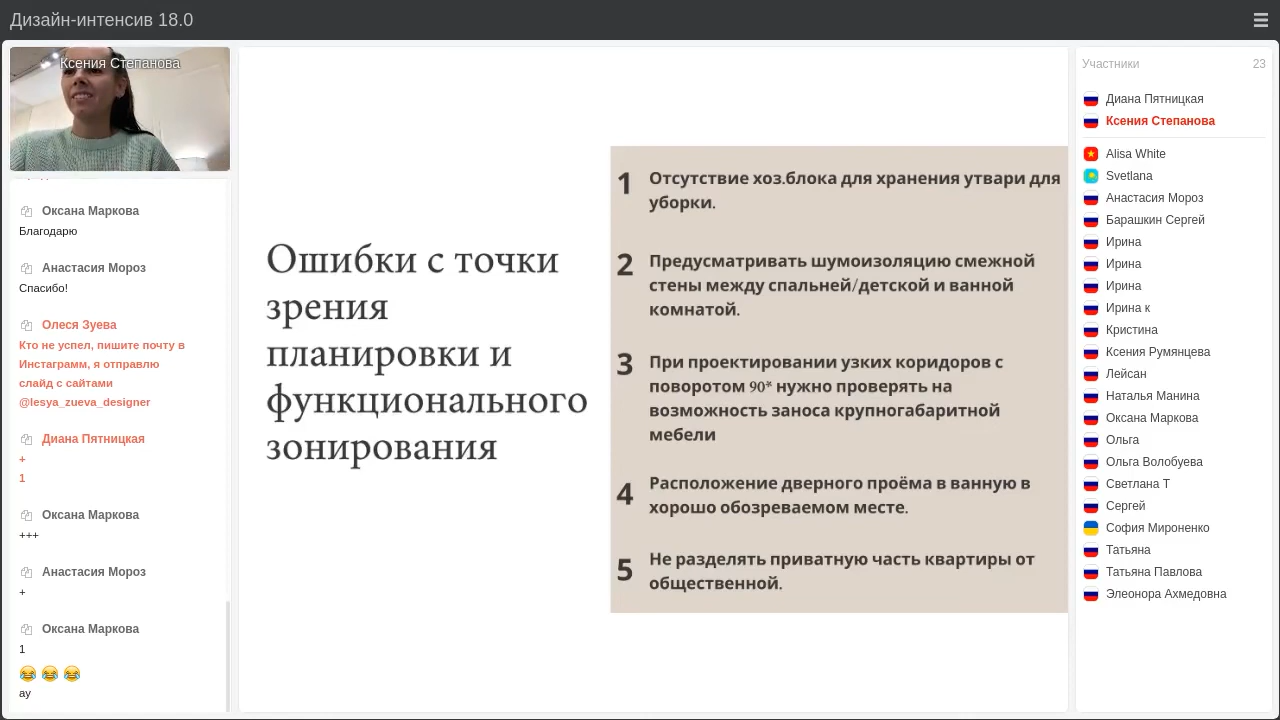 Дизайн-интенсив 18.0
Ксения Степанова
Оксана Маркова
Благодарю
Анастасия Мороз
Спасибо!
Олеся Зуева
Кто не успел, пишите почту в
Инстаграмм, я отправлю
слайд с сайтами
@lesya_zueva_designer
Диана Пятницкая
+
1
Оксана Маркова
+++
Анастасия Мороз
+
Оксана Маркова
1
😂 😂 😂
ау
Ошибки с точки
зрения
планировки и
функционального
зонирования
1 Отсутствие хоз.блока для хранения утвари для
уборки.
2 Предусматривать шумоизоляцию смежной
стены между спальней/детской и ванной
комнатой.
3 При проектировании узких коридоров с
поворотом 90* нужно проверять на
возможность заноса крупногабаритной
мебели
4 Расположение дверного проёма в ванную в
хорошо обозреваемом месте.
5 Не разделять приватную часть квартиры от
общественной.
Участники 23
Диана Пятницкая
Ксения Степанова
Alisa White
Svetlana
Анастасия Мороз
Барашкин Сергей
Ирина
Ирина
Ирина
Ирина к
Кристина
Ксения Румянцева
Лейсан
Наталья Манина
Оксана Маркова
Ольга
Ольга Волобуева
Светлана Т
Сергей
София Мироненко
Татьяна
Татьяна Павлова
Элеонора Ахмедовна